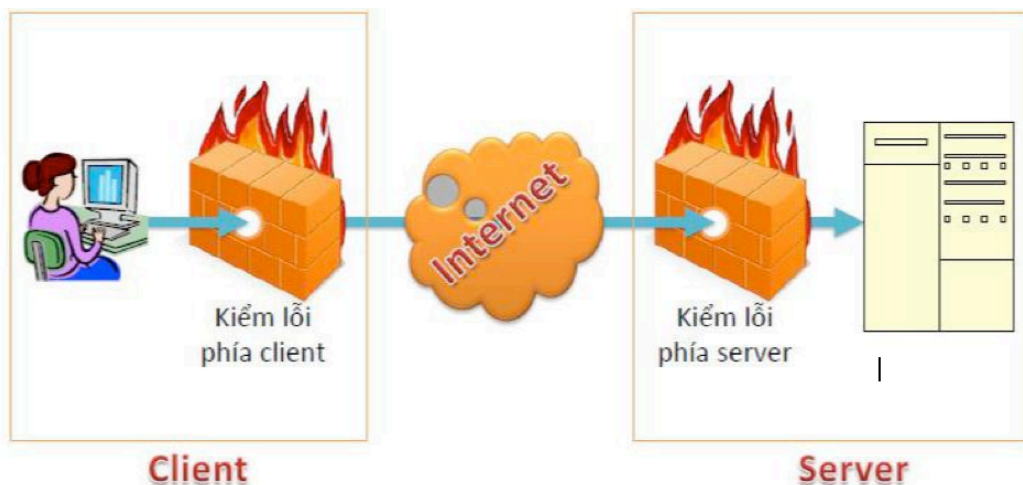 Internet
Kiểm lỗi
phía client
Kiểm lỗi
phía server
Client
Server